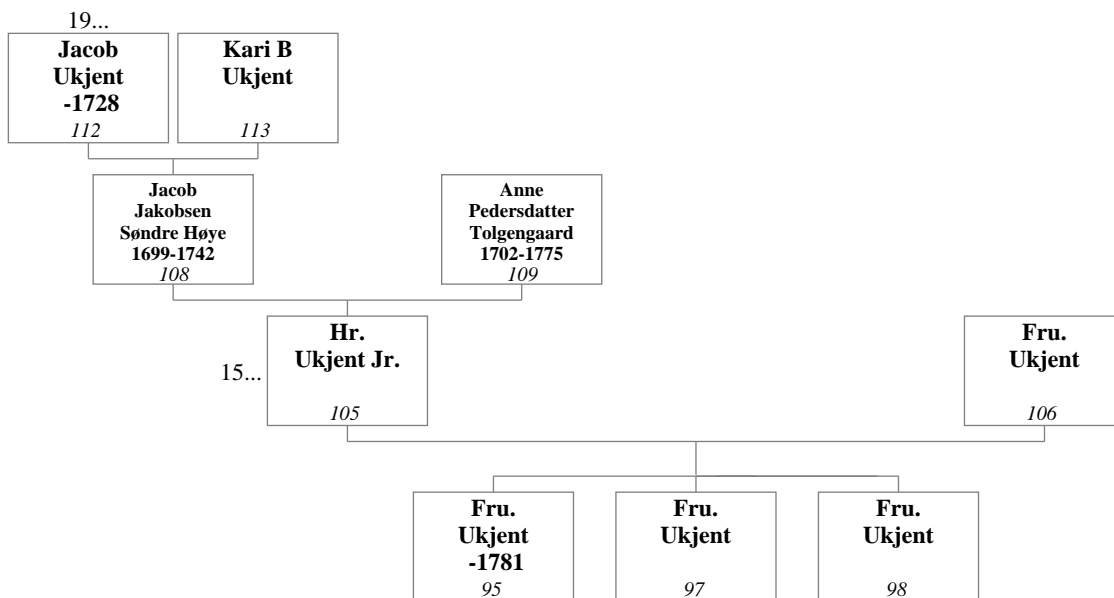 19...
Jacob
Ukjent
-1728
112
Kari B
Ukjent
113
Jacob
Jakobsen
Søndre Høye
1699-1742
108
Anne
Pedersdatter
Tolgengaard
1702-1775
109
Hr.
Ukjent Jr.
105
15...
Fru.
Ukjent
106
Fru.
Ukjent
-1781
95
Fru.
Ukjent
97
Fru.
Ukjent
98